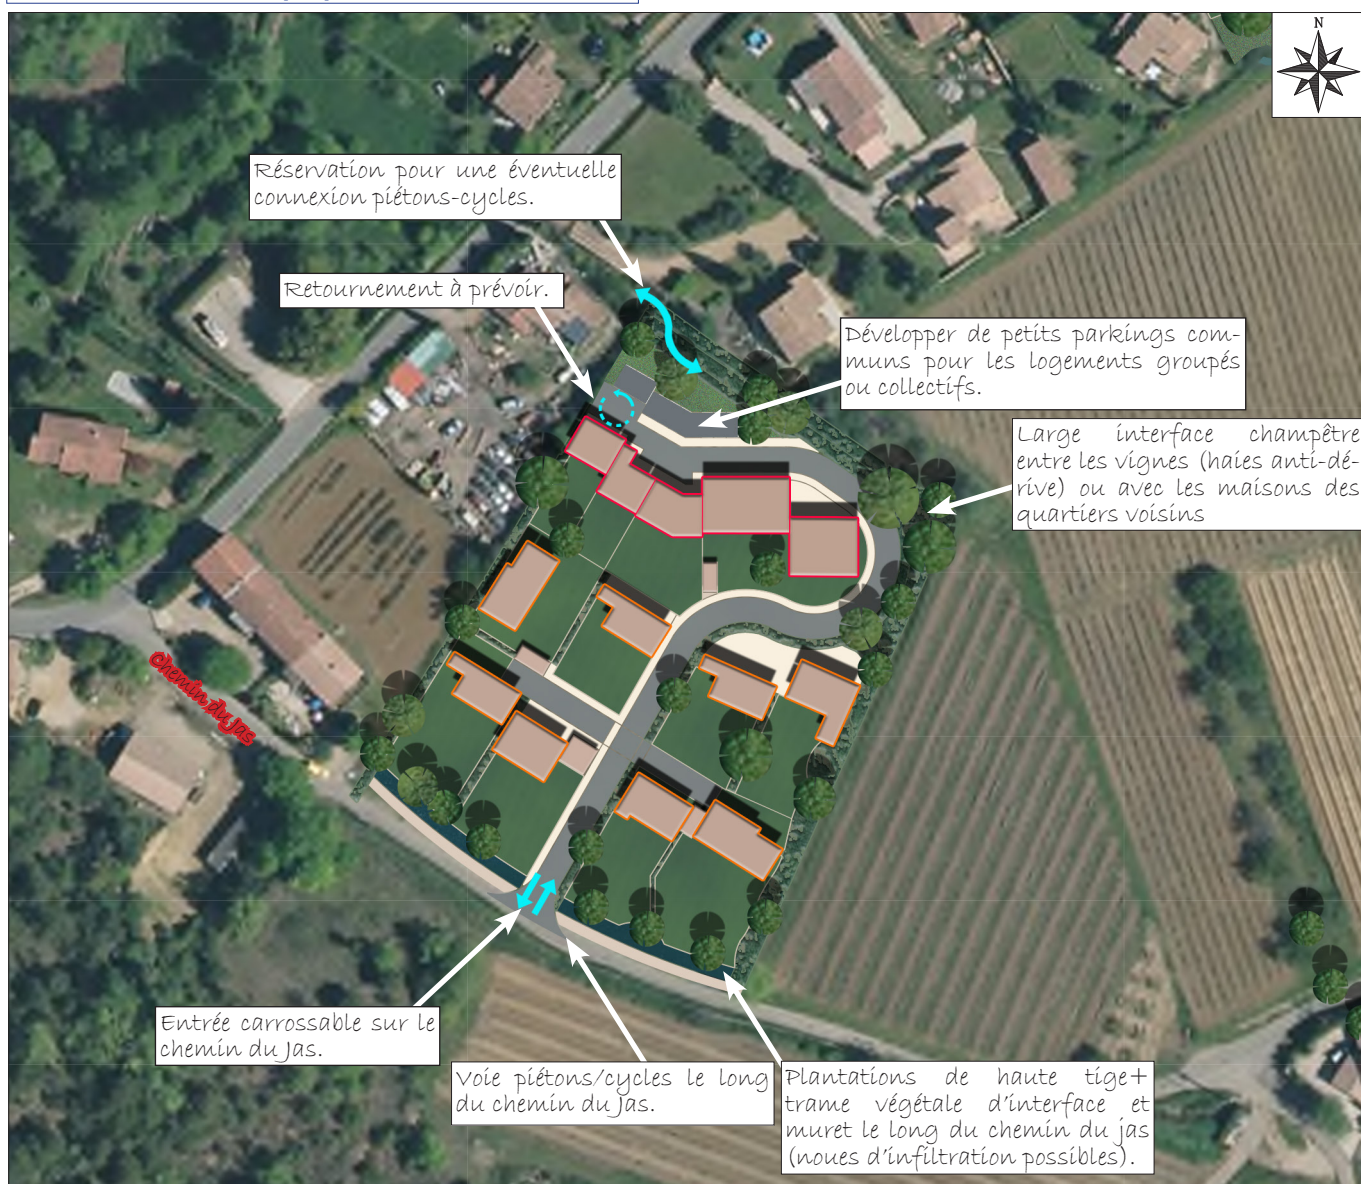 N
Réservation pour une éventuelle
connexion piétons-cycles.
Retournement à prévoir.
Développer de petits parkings com-
muns pour les logements groupés
ou collectifs.
Large interface champêtre
entre les vignes (haies anti-dé-
rive) ou avec les maisons des
quartiers voisins
Chemin du Jas
Entrée carrossable sur le
chemin du Jas.
Voie piétons/cycles le long
du chemin du Jas.
Plantations de haute tige+
trame végétale d'interface et
muret le long du chemin du jas
(noues d'infiltration possibles).